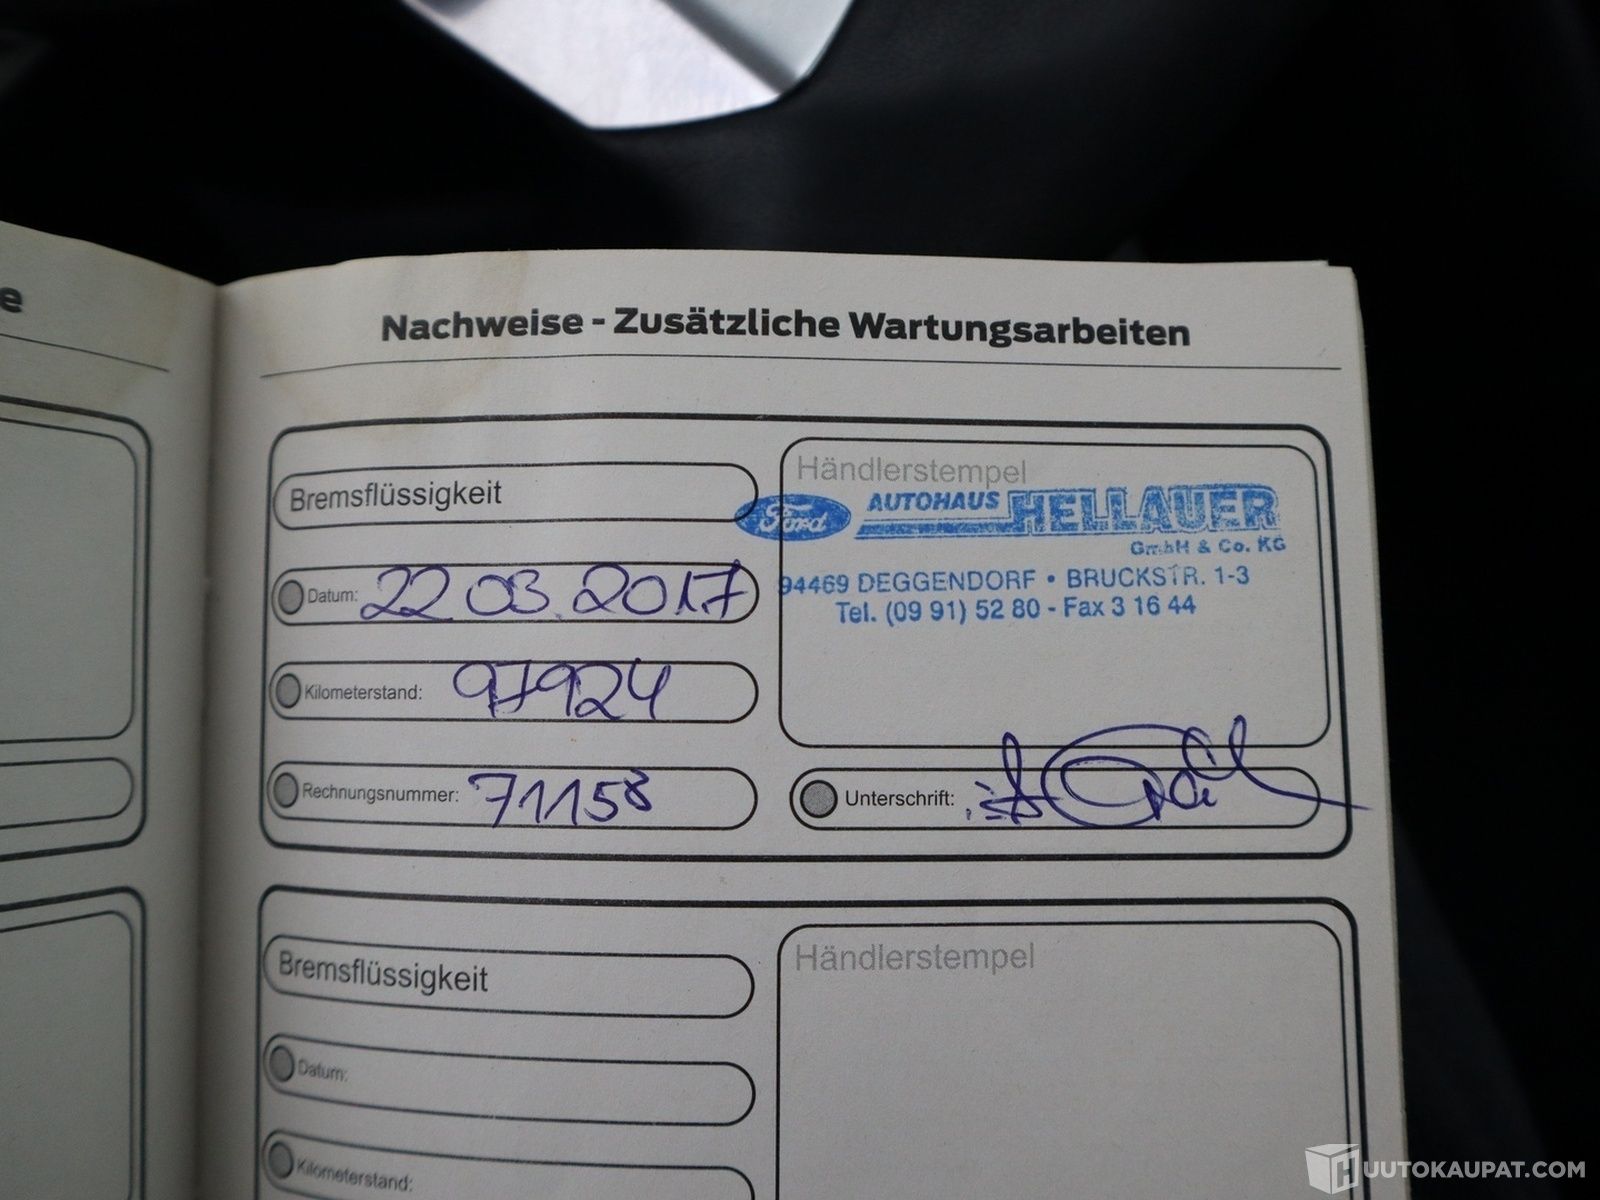 e
Nachweise - Zusätzliche Wartungsarbeiten
Bremsflüssigkeit
Datum: 22 03. 2017
Kilometerstand: 97924
Rechnungsnummer: 71158
Händlerstempel
Ford AUTOHAUS HELLAUER
GmbH & Co. KG
94469 DEGGENDORF • BRUCKSTR. 1-3
Tel. (09 91) 52 80 - Fax 3 16 44
Unterschrift:
Bremsflüssigkeit
Datum:
Kilometerstand:
Händlerstempel
HUUTOKAUPAT.COM